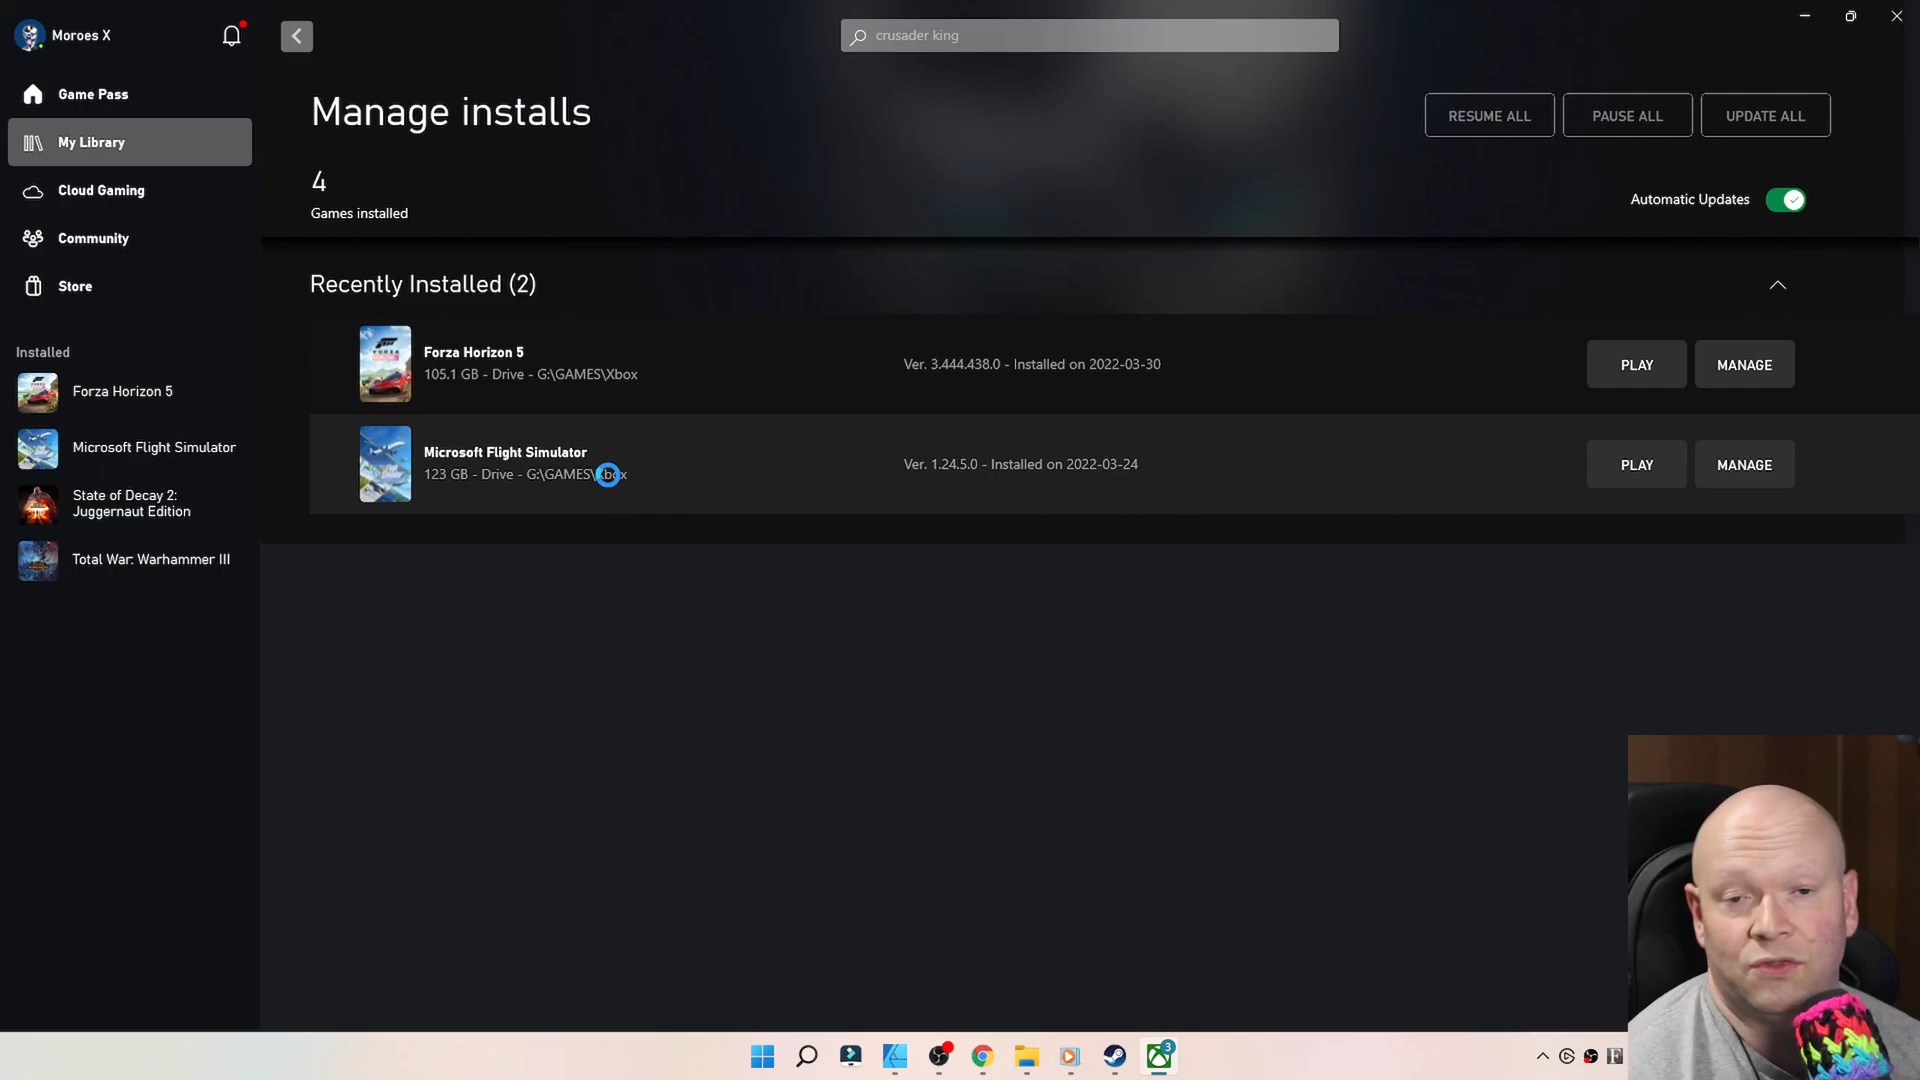 Moroes X
crusader king
Game Pass
My Library
Cloud Gaming
Community
Store
Installed
Forza Horizon 5
Microsoft Flight Simulator
State of Decay 2:
Juggernaut Edition
Total War: Warhammer III
Manage installs
RESUME ALL
PAUSE ALL
UPDATE ALL
4
Games installed
Automatic Updates
Recently Installed (2)
Forza Horizon 5
105.1 GB - Drive - G:\GAMES\Xbox
Ver. 3.444.438.0 - Installed on 2022-03-30
PLAY
MANAGE
Microsoft Flight Simulator
123 GB - Drive - G:\GAMES\Xbox
Ver. 1.24.5.0 - Installed on 2022-03-24
PLAY
MANAGE
3